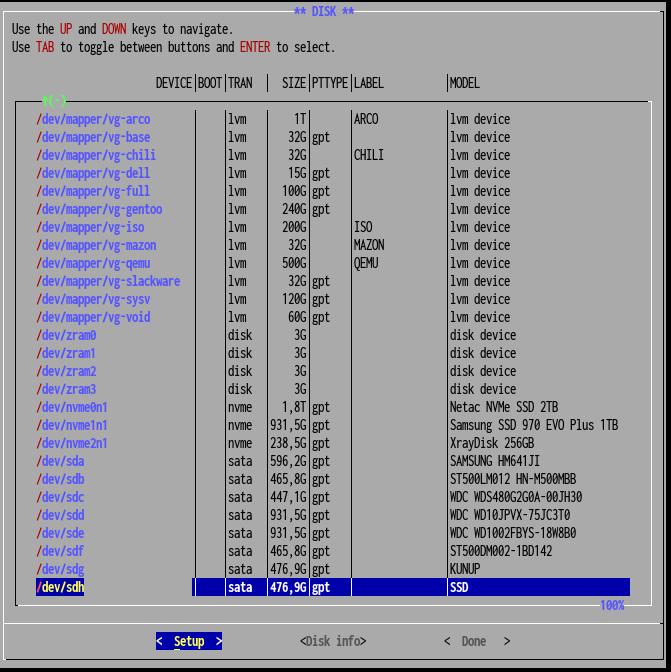 ** DISK **
Use the UP and DOWN keys to navigate.
Use TAB to toggle between buttons and ENTER to select.
DEVICE|BOOT|TRAN | SIZE|PTTYPE|LABEL |MODEL
↑(-)
/dev/mapper/vg-arco lvm 1T ARCO lvm device
/dev/mapper/vg-base lvm 32G gpt lvm device
/dev/mapper/vg-chili lvm 32G CHILI lvm device
/dev/mapper/vg-dell lvm 15G gpt lvm device
/dev/mapper/vg-full lvm 100G gpt lvm device
/dev/mapper/vg-gentoo lvm 240G gpt lvm device
/dev/mapper/vg-iso lvm 200G ISO lvm device
/dev/mapper/vg-mazon lvm 32G MAZON lvm device
/dev/mapper/vg-qemu lvm 500G QEMU lvm device
/dev/mapper/vg-slackware lvm 32G gpt lvm device
/dev/mapper/vg-sysv lvm 120G gpt lvm device
/dev/mapper/vg-void lvm 60G gpt lvm device
/dev/zram0 disk 3G disk device
/dev/zram1 disk 3G disk device
/dev/zram2 disk 3G disk device
/dev/zram3 disk 3G disk device
/dev/nvme0n1 nvme 1,8T gpt Netac NVMe SSD 2TB
/dev/nvme1n1 nvme 931,5G gpt Samsung SSD 970 EVO Plus 1TB
/dev/nvme2n1 nvme 238,5G gpt XrayDisk 256GB
/dev/sda sata 596,2G gpt SAMSUNG HM641JI
/dev/sdb sata 465,8G gpt ST500LM012 HN-M500MBB
/dev/sdc sata 447,1G gpt WDC WDS480G2G0A-00JH30
/dev/sdd sata 931,5G gpt WDC WD10JPVX-75JC3T0
/dev/sde sata 931,5G gpt WDC WD1002FBYS-18W8B0
/dev/sdf sata 465,8G gpt ST500DM002-1BD142
/dev/sdg sata 476,9G gpt KUNUP
/dev/sdh sata 476,9G gpt SSD
100%
< Setup > <Disk info> < Done >